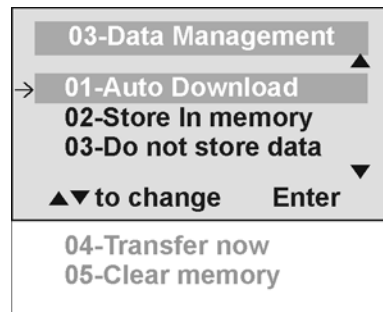 03-Data Management
01-Auto Download
02-Store In memory
03-Do not store data
▲▼ to change Enter
04-Transfer now
05-Clear memory